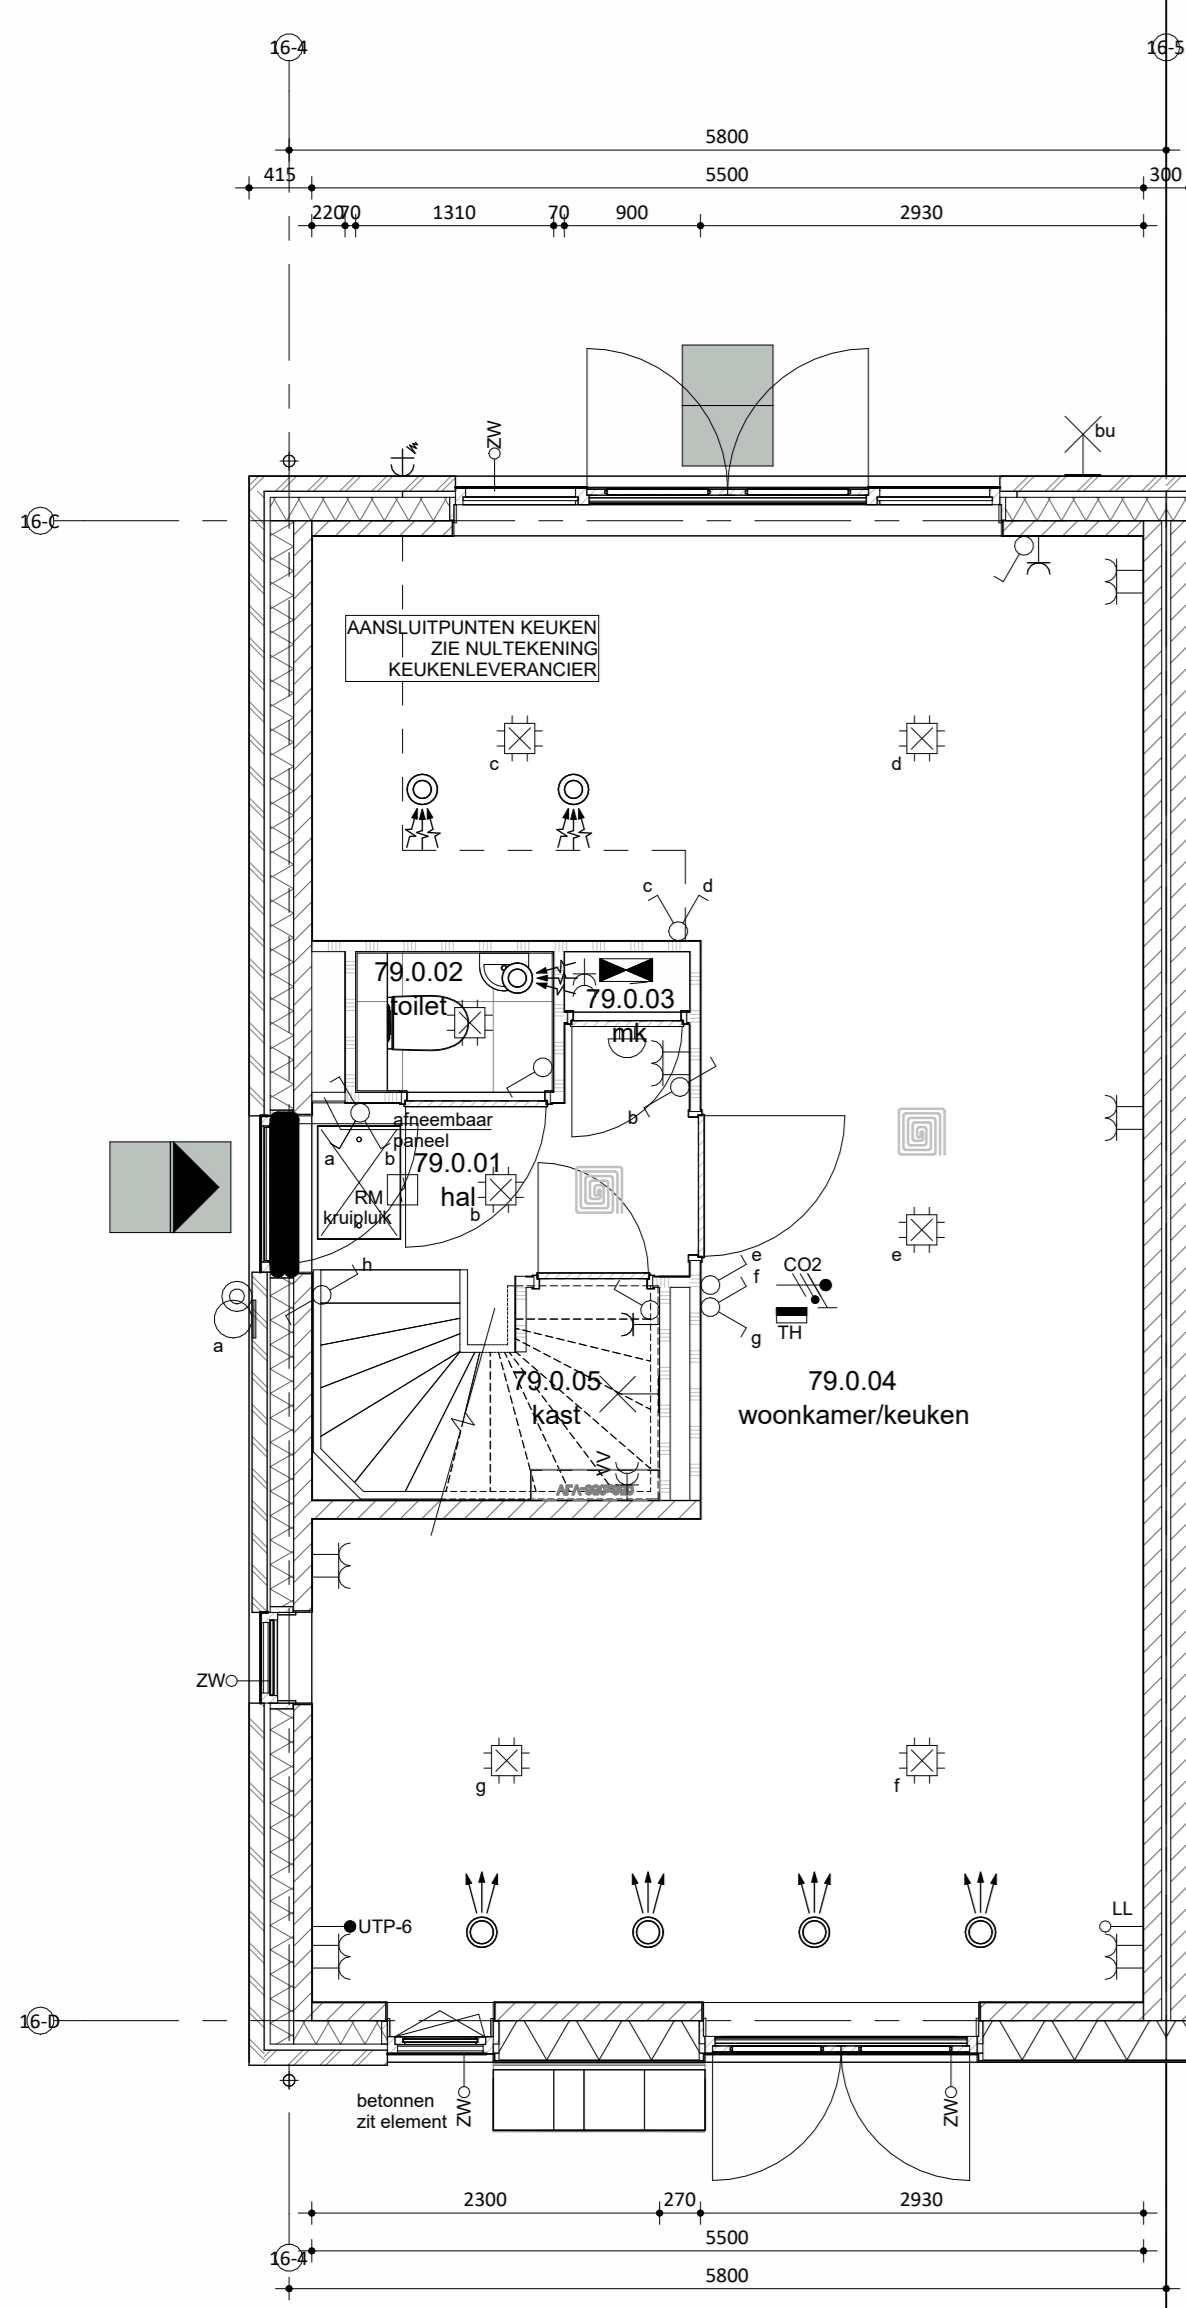 16-4
16-5
5800
415
5500
300
220
70
1310
70
900
2930
ZW
bu
16-C
AANSLUITPUNTEN KEUKEN
ZIE NULTEKENING
KEUKENLEVERANCIER
c
d
c
d
79.0.02
toilet
79.0.03
mk
b
afneembaar
paneel
a
b
79.0.01
hal
b
RM
kruipluik
h
a
e
e
f
g
CO2
TH
79.0.05
kast
79.0.04
woonkamer/keuken
VV
ZW
g
f
UTP-6
LL
16-D
betonnen
zit element
ZW
ZW
2300
270
2930
5500
16-4
5800